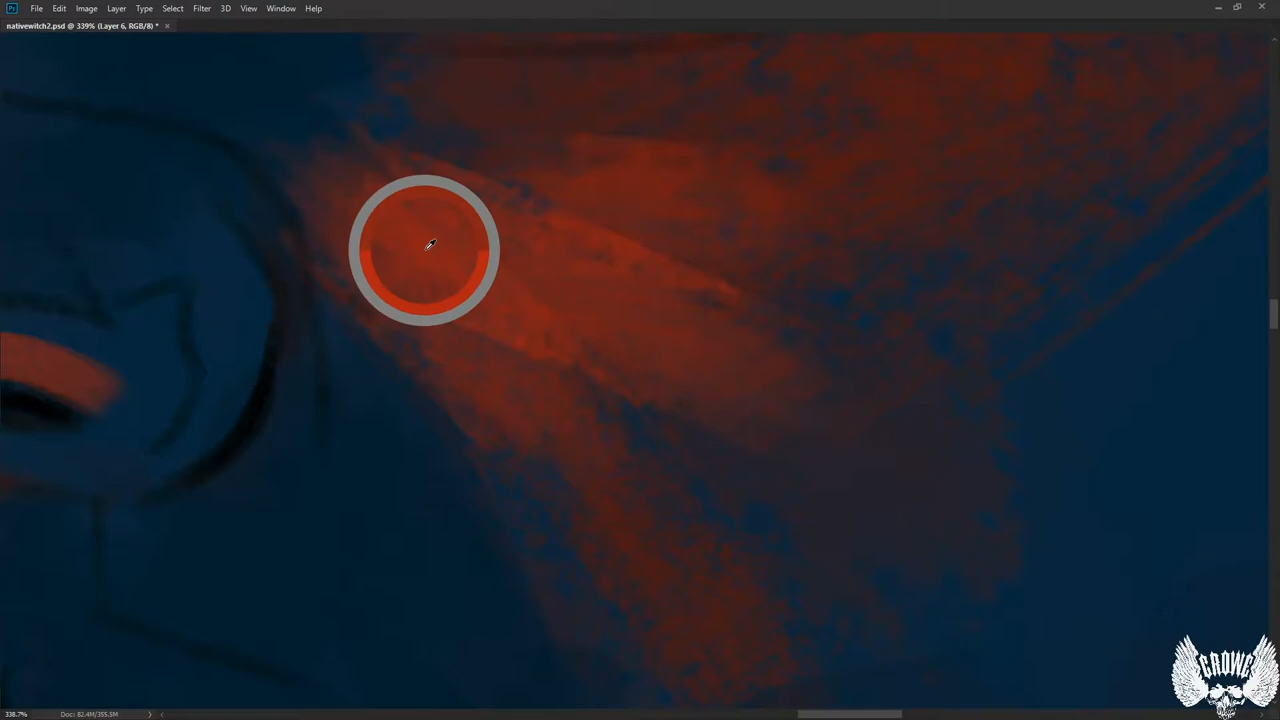 Ps File Edit Image Layer Type Select Filter 3D View Window Help
nativewitch2.psd @ 339% (Layer 6, RGB/8) *
338.7% Doc: 82.4M/355.5M
CROWE